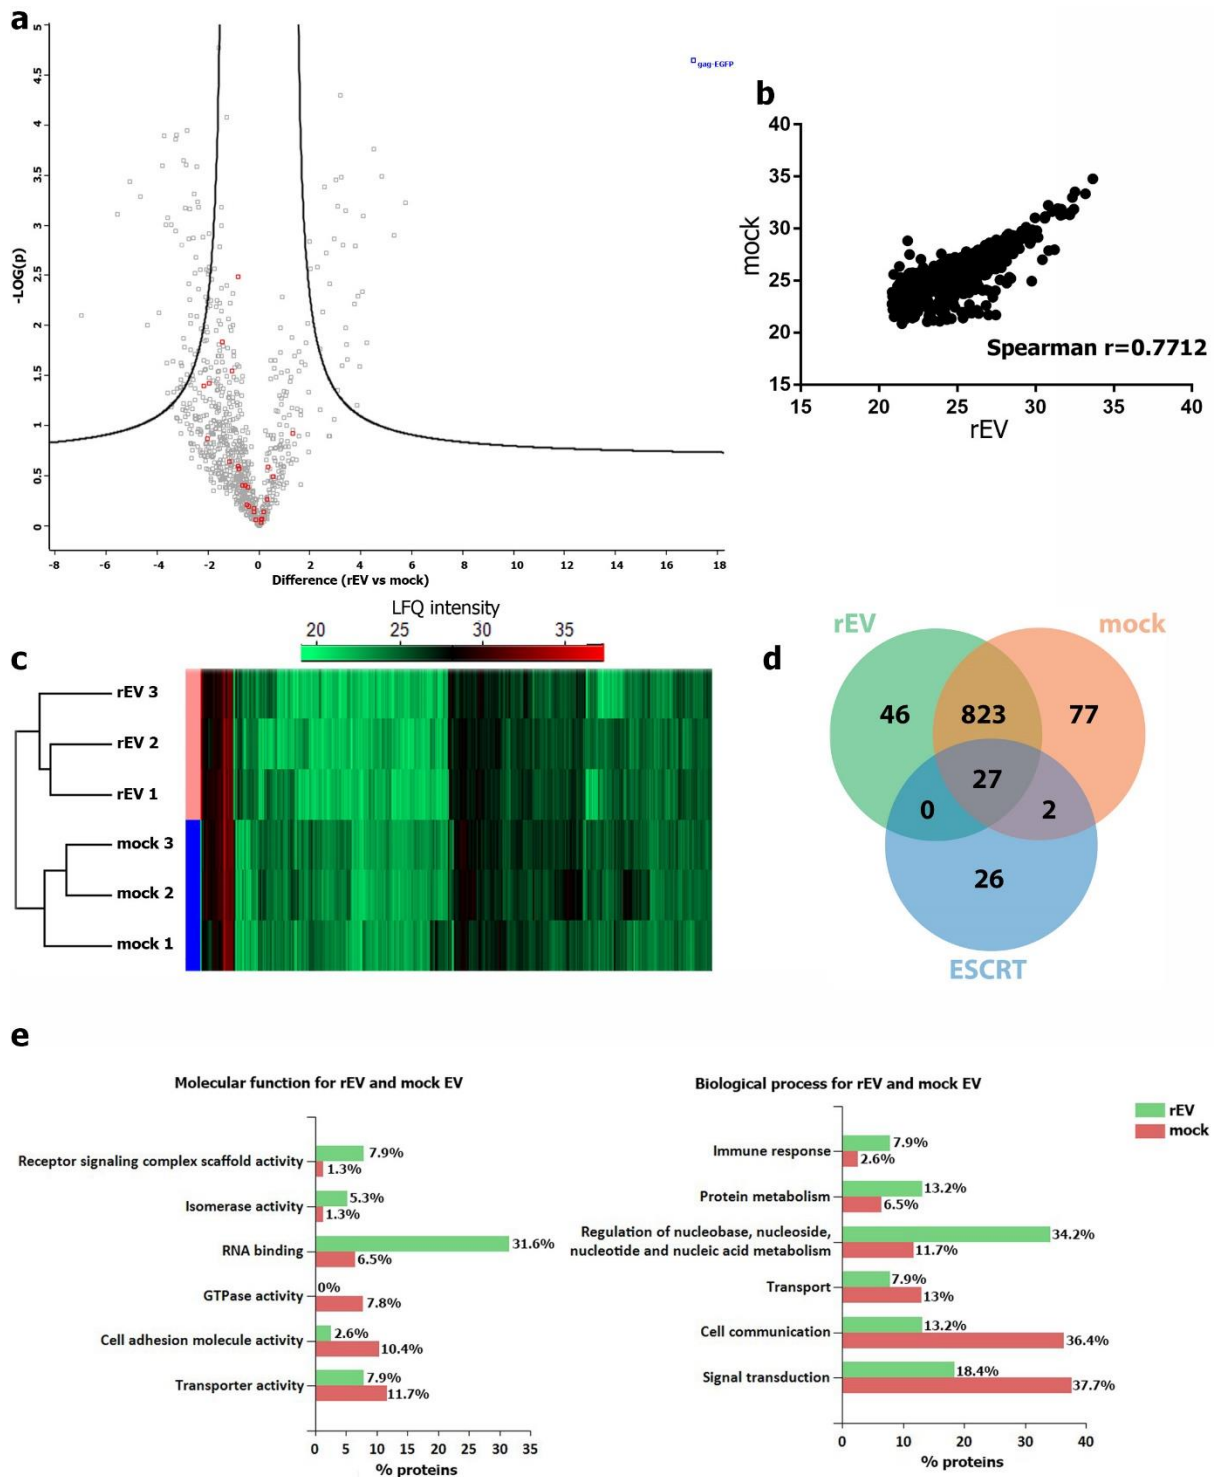 a
5
4.5
4
3.5
3
2.5
2
1.5
1
0.5
0
-LOG(p)
-8 -6 -4 -2 0 2 4 6 8 10 12 14 16 18
Difference (rEV vs mock)
gag-EGFP
b
40
35
30
25
20
15
mock
Spearman r=0.7712
15 20 25 30 35 40
rEV
c
LFQ intensity
20 25 30 35
rEV 3
rEV 2
rEV 1
mock 3
mock 2
mock 1
d
rEV
mock
46 823 77
27
0 2
26
ESCRT
e
Molecular function for rEV and mock EV
Receptor signaling complex scaffold activity
7.9%
1.3%
Isomerase activity
5.3%
1.3%
RNA binding
31.6%
6.5%
GTPase activity
0%
7.8%
Cell adhesion molecule activity
2.6%
10.4%
Transporter activity
7.9%
11.7%
0 5 10 15 20 25 30 35
% proteins
Biological process for rEV and mock EV
rEV
mock
Immune response
7.9%
2.6%
Protein metabolism
13.2%
6.5%
Regulation of nucleobase, nucleoside,
nucleotide and nucleic acid metabolism
34.2%
11.7%
Transport
7.9%
13%
Cell communication
13.2%
36.4%
Signal transduction
18.4%
37.7%
0 10 20 30 40
% proteins